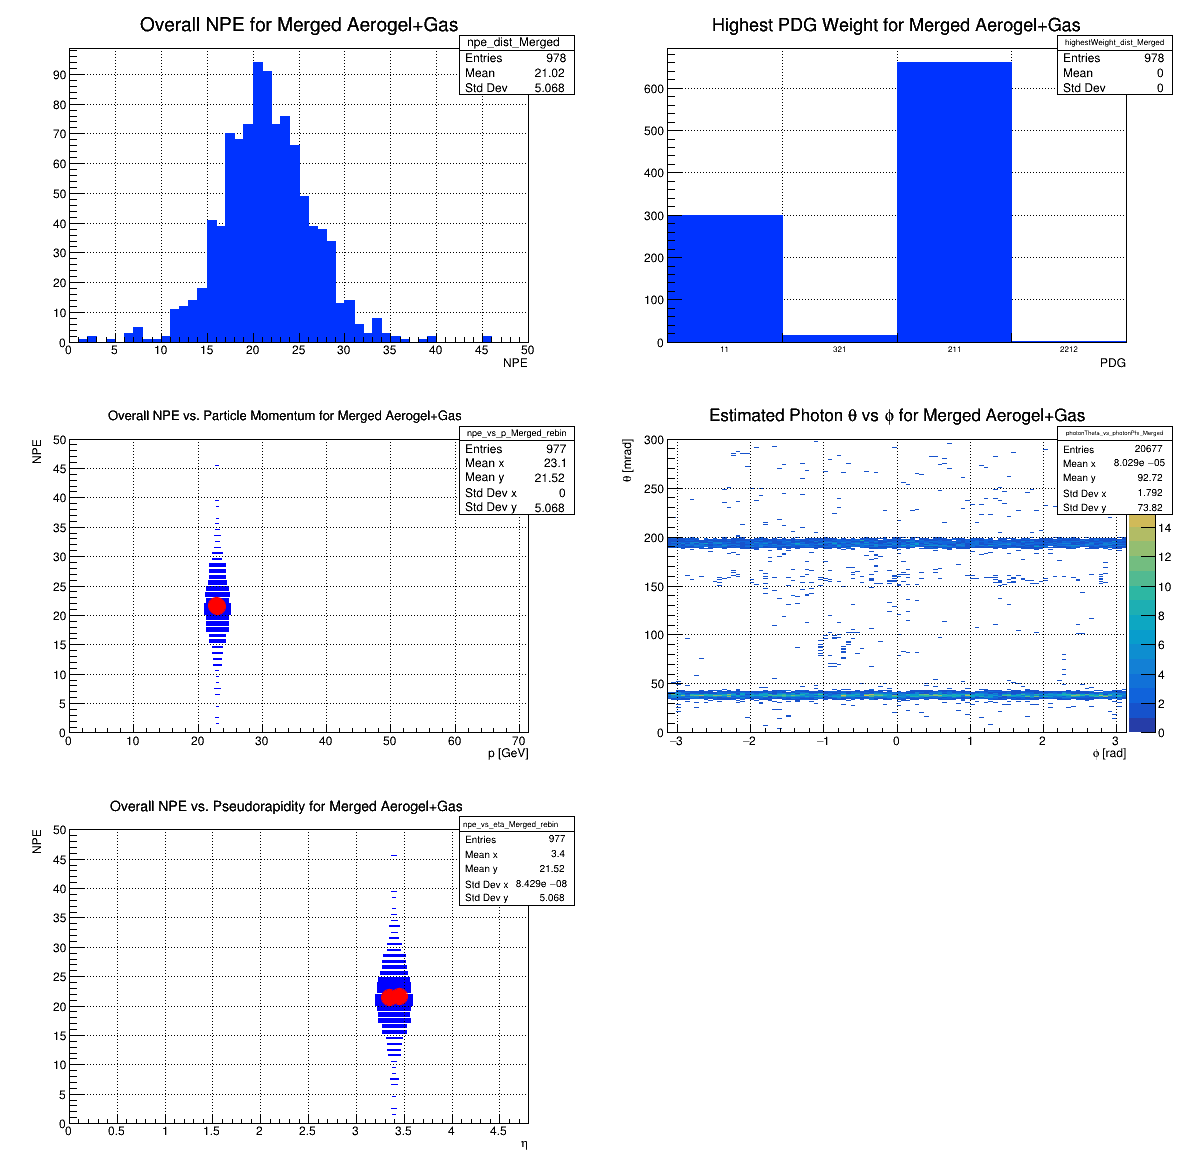 Overall NPE for Merged Aerogel+Gas
npe_dist_Merged
Entries 978
Mean 21.02
Std Dev 5.068
90
80
70
60
50
40
30
20
10
0
0 5 10 15 20 25 30 35 40 45 50
NPE
Highest PDG Weight for Merged Aerogel+Gas
highestWeight_dist_Merged
Entries 978
Mean 0
Std Dev 0
600
500
400
300
200
100
0
11 321 211 2212
PDG
Overall NPE vs. Particle Momentum for Merged Aerogel+Gas
npe_vs_p_Merged_rebin
Entries 977
Mean x 23.1
Mean y 21.52
Std Dev x 0
Std Dev y 5.068
NPE
50
45
40
35
30
25
20
15
10
5
0
0 10 20 30 40 50 60 70
p [GeV]
Estimated Photon θ vs ϕ for Merged Aerogel+Gas
photonTheta_vs_photonPhi_Merged
Entries 20677
Mean x 8.029e −05
Mean y 92.72
Std Dev x 1.792
Std Dev y 73.82
θ [mrad]
300
250
200
150
100
50
0
−3 −2 −1 0 1 2 3
ϕ [rad]
14
12
10
8
6
4
2
0
Overall NPE vs. Pseudorapidity for Merged Aerogel+Gas
npe_vs_eta_Merged_rebin
Entries 977
Mean x 3.4
Mean y 21.52
Std Dev x 8.429e −08
Std Dev y 5.068
NPE
50
45
40
35
30
25
20
15
10
5
0
0 0.5 1 1.5 2 2.5 3 3.5 4 4.5
η